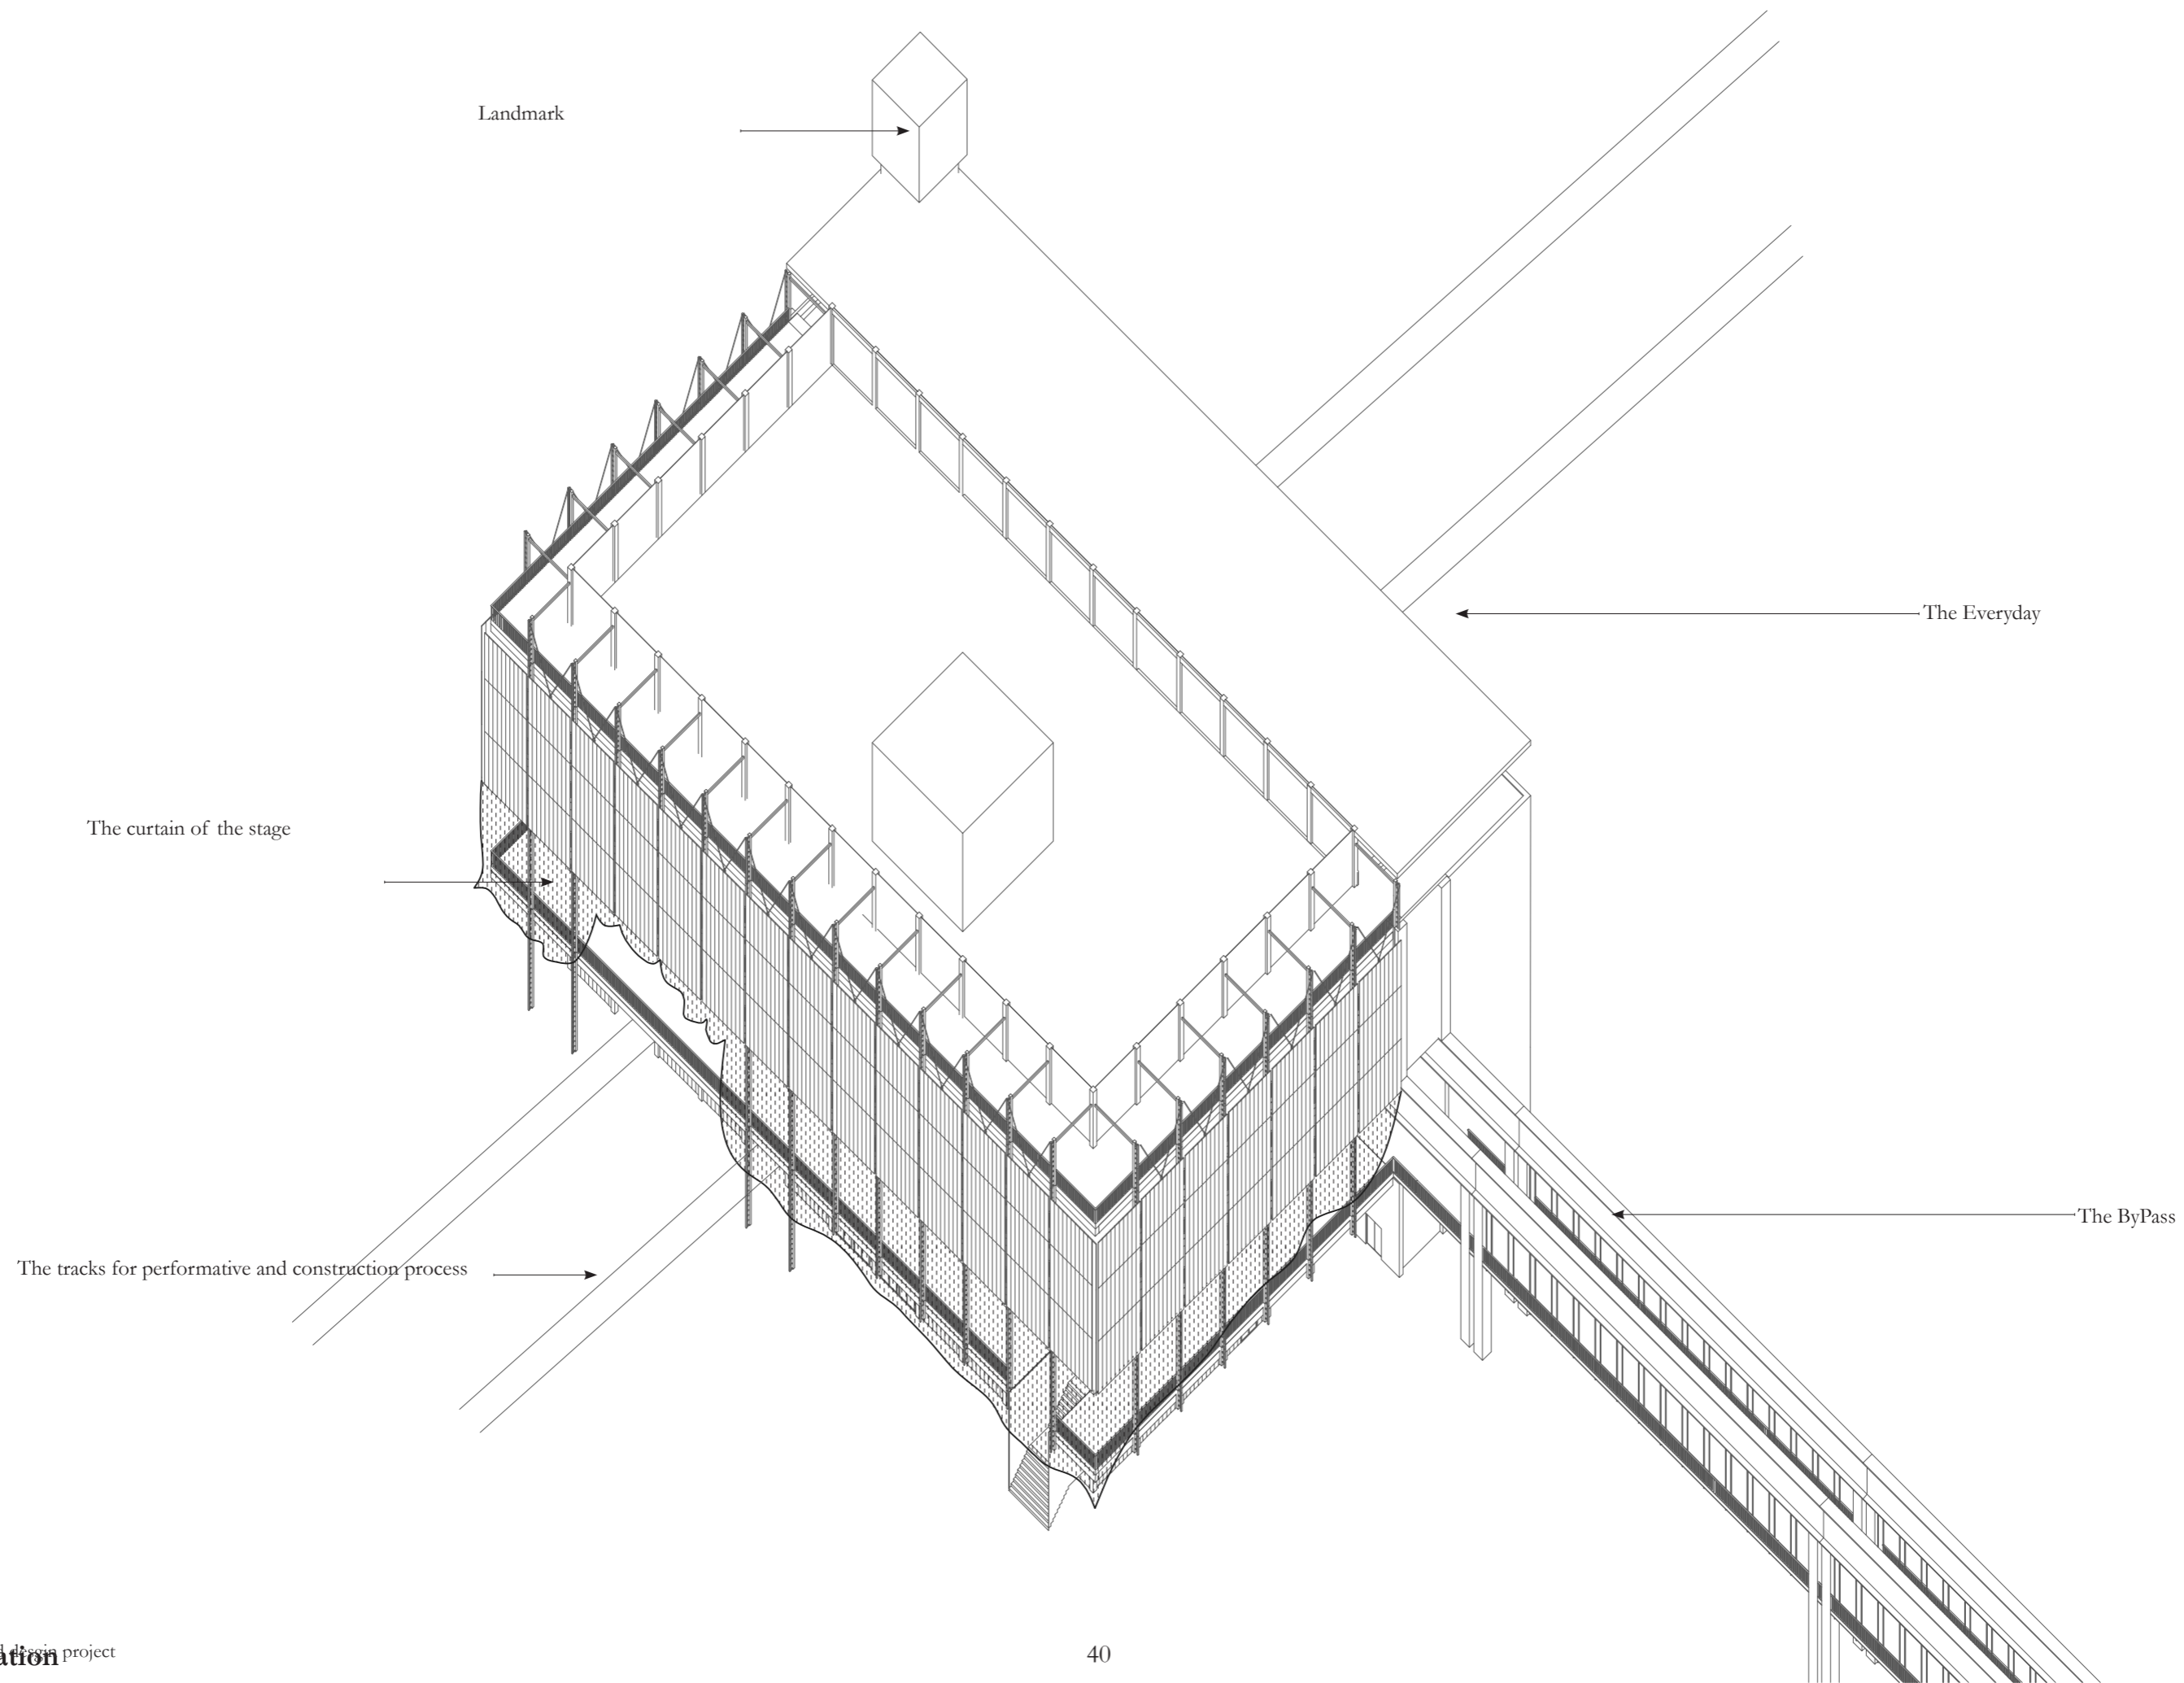 Landmark
The Everyday
The curtain of the stage
The ByPass
The tracks for performative and construction process
desgin project
40